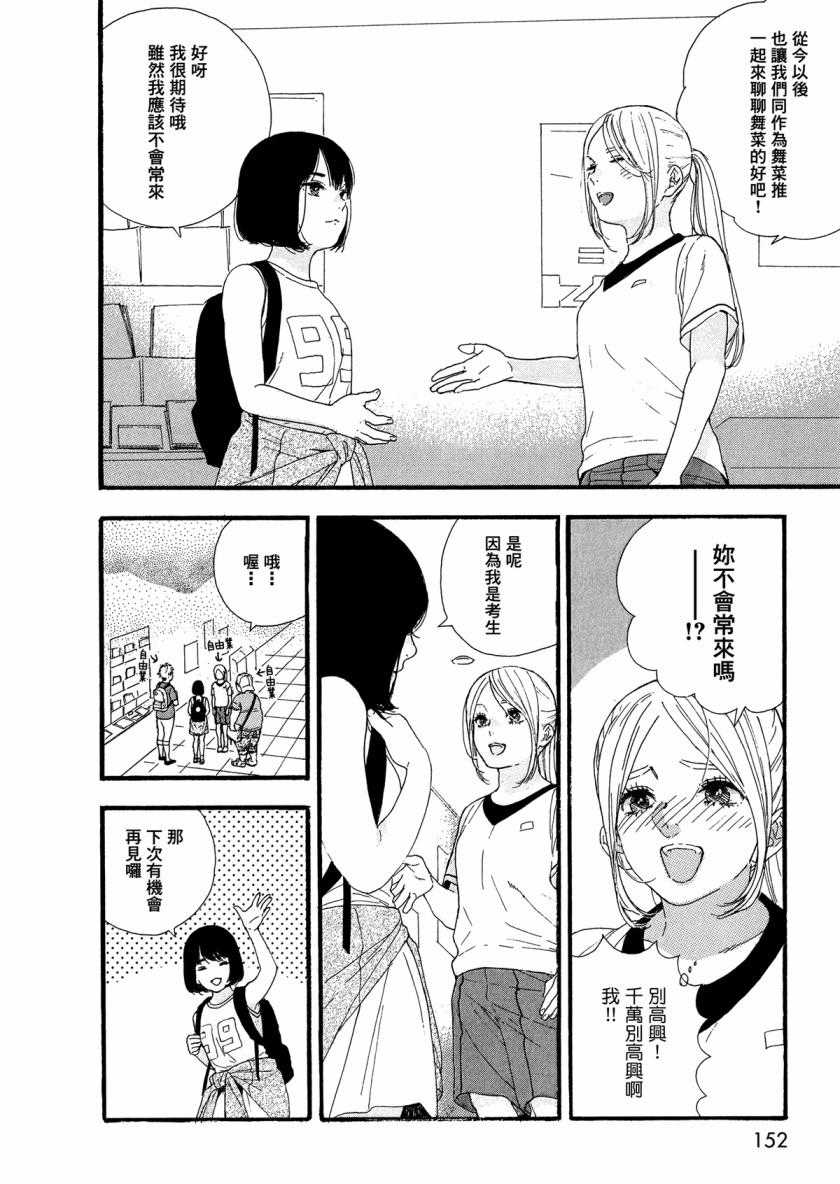 從今以後
也讓我們同作為舞菜推
一起來聊聊舞菜的好吧！
好呀
我很期待哦
雖然我應該不會常來
99
妳不會常來嗎
——!?
別高興！
千萬別高興啊
我!!
是呢
因為我是考生
哦…
喔…
自由業
自由業
那
下次有機會
再見囉
99
152